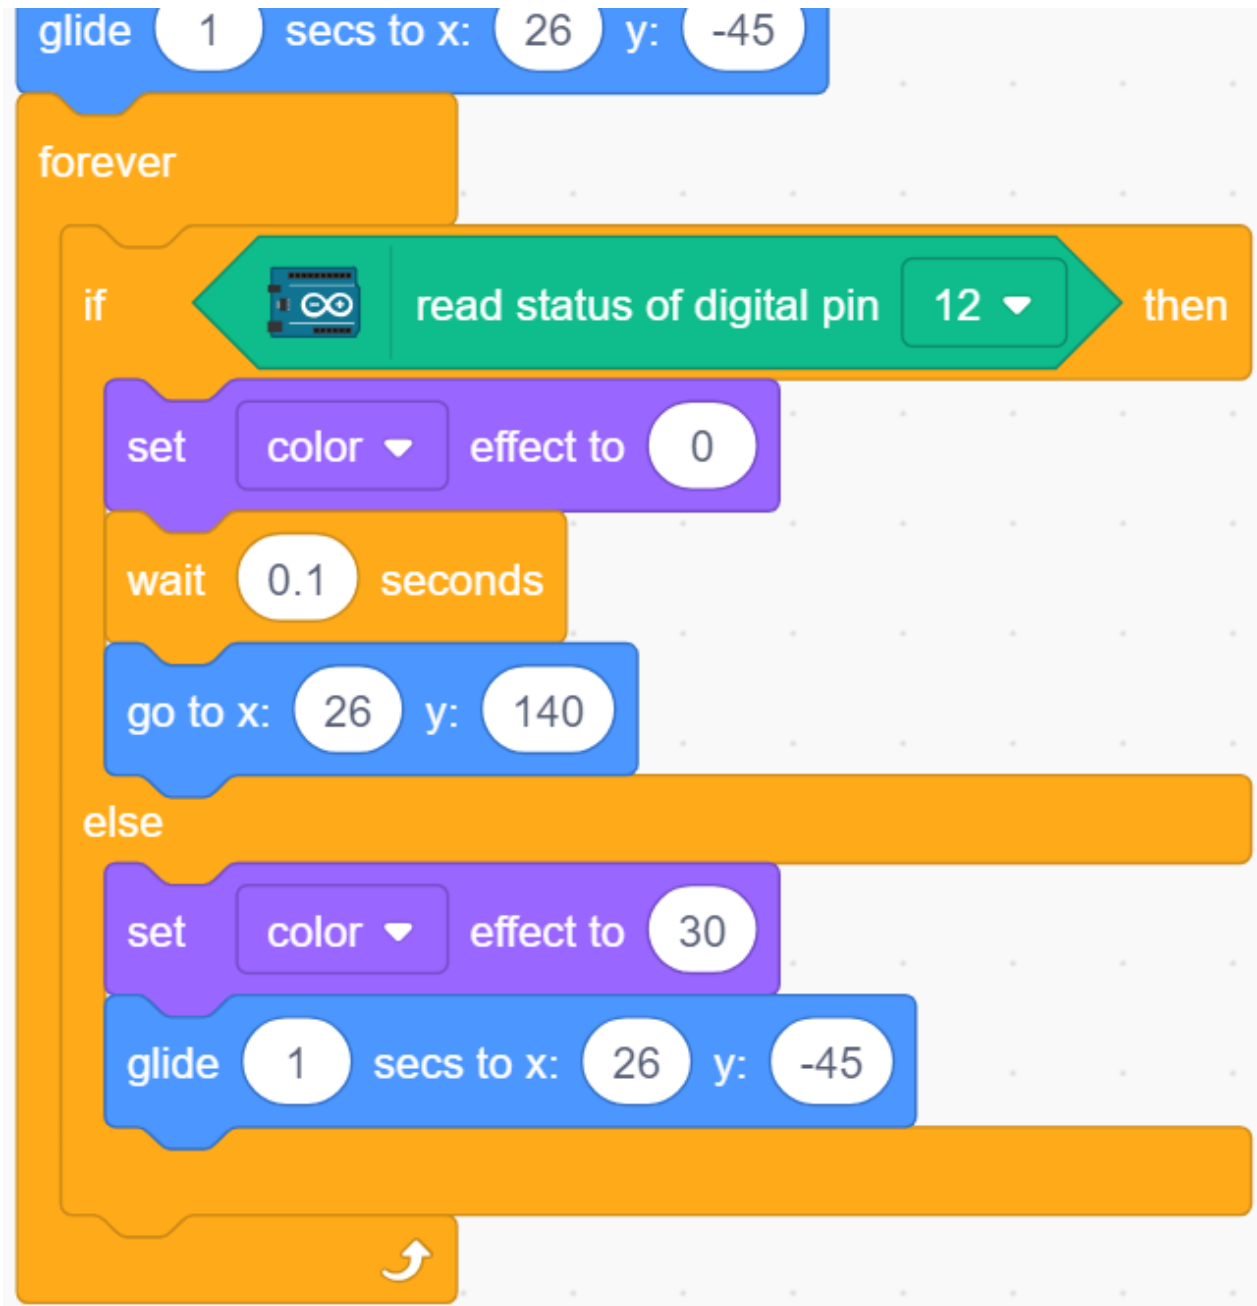 glide 1 secs to x: 26 y: -45
forever
if read status of digital pin 12 then
set color effect to 0
wait 0.1 seconds
go to x: 26 y: 140
else
set color effect to 30
glide 1 secs to x: 26 y: -45